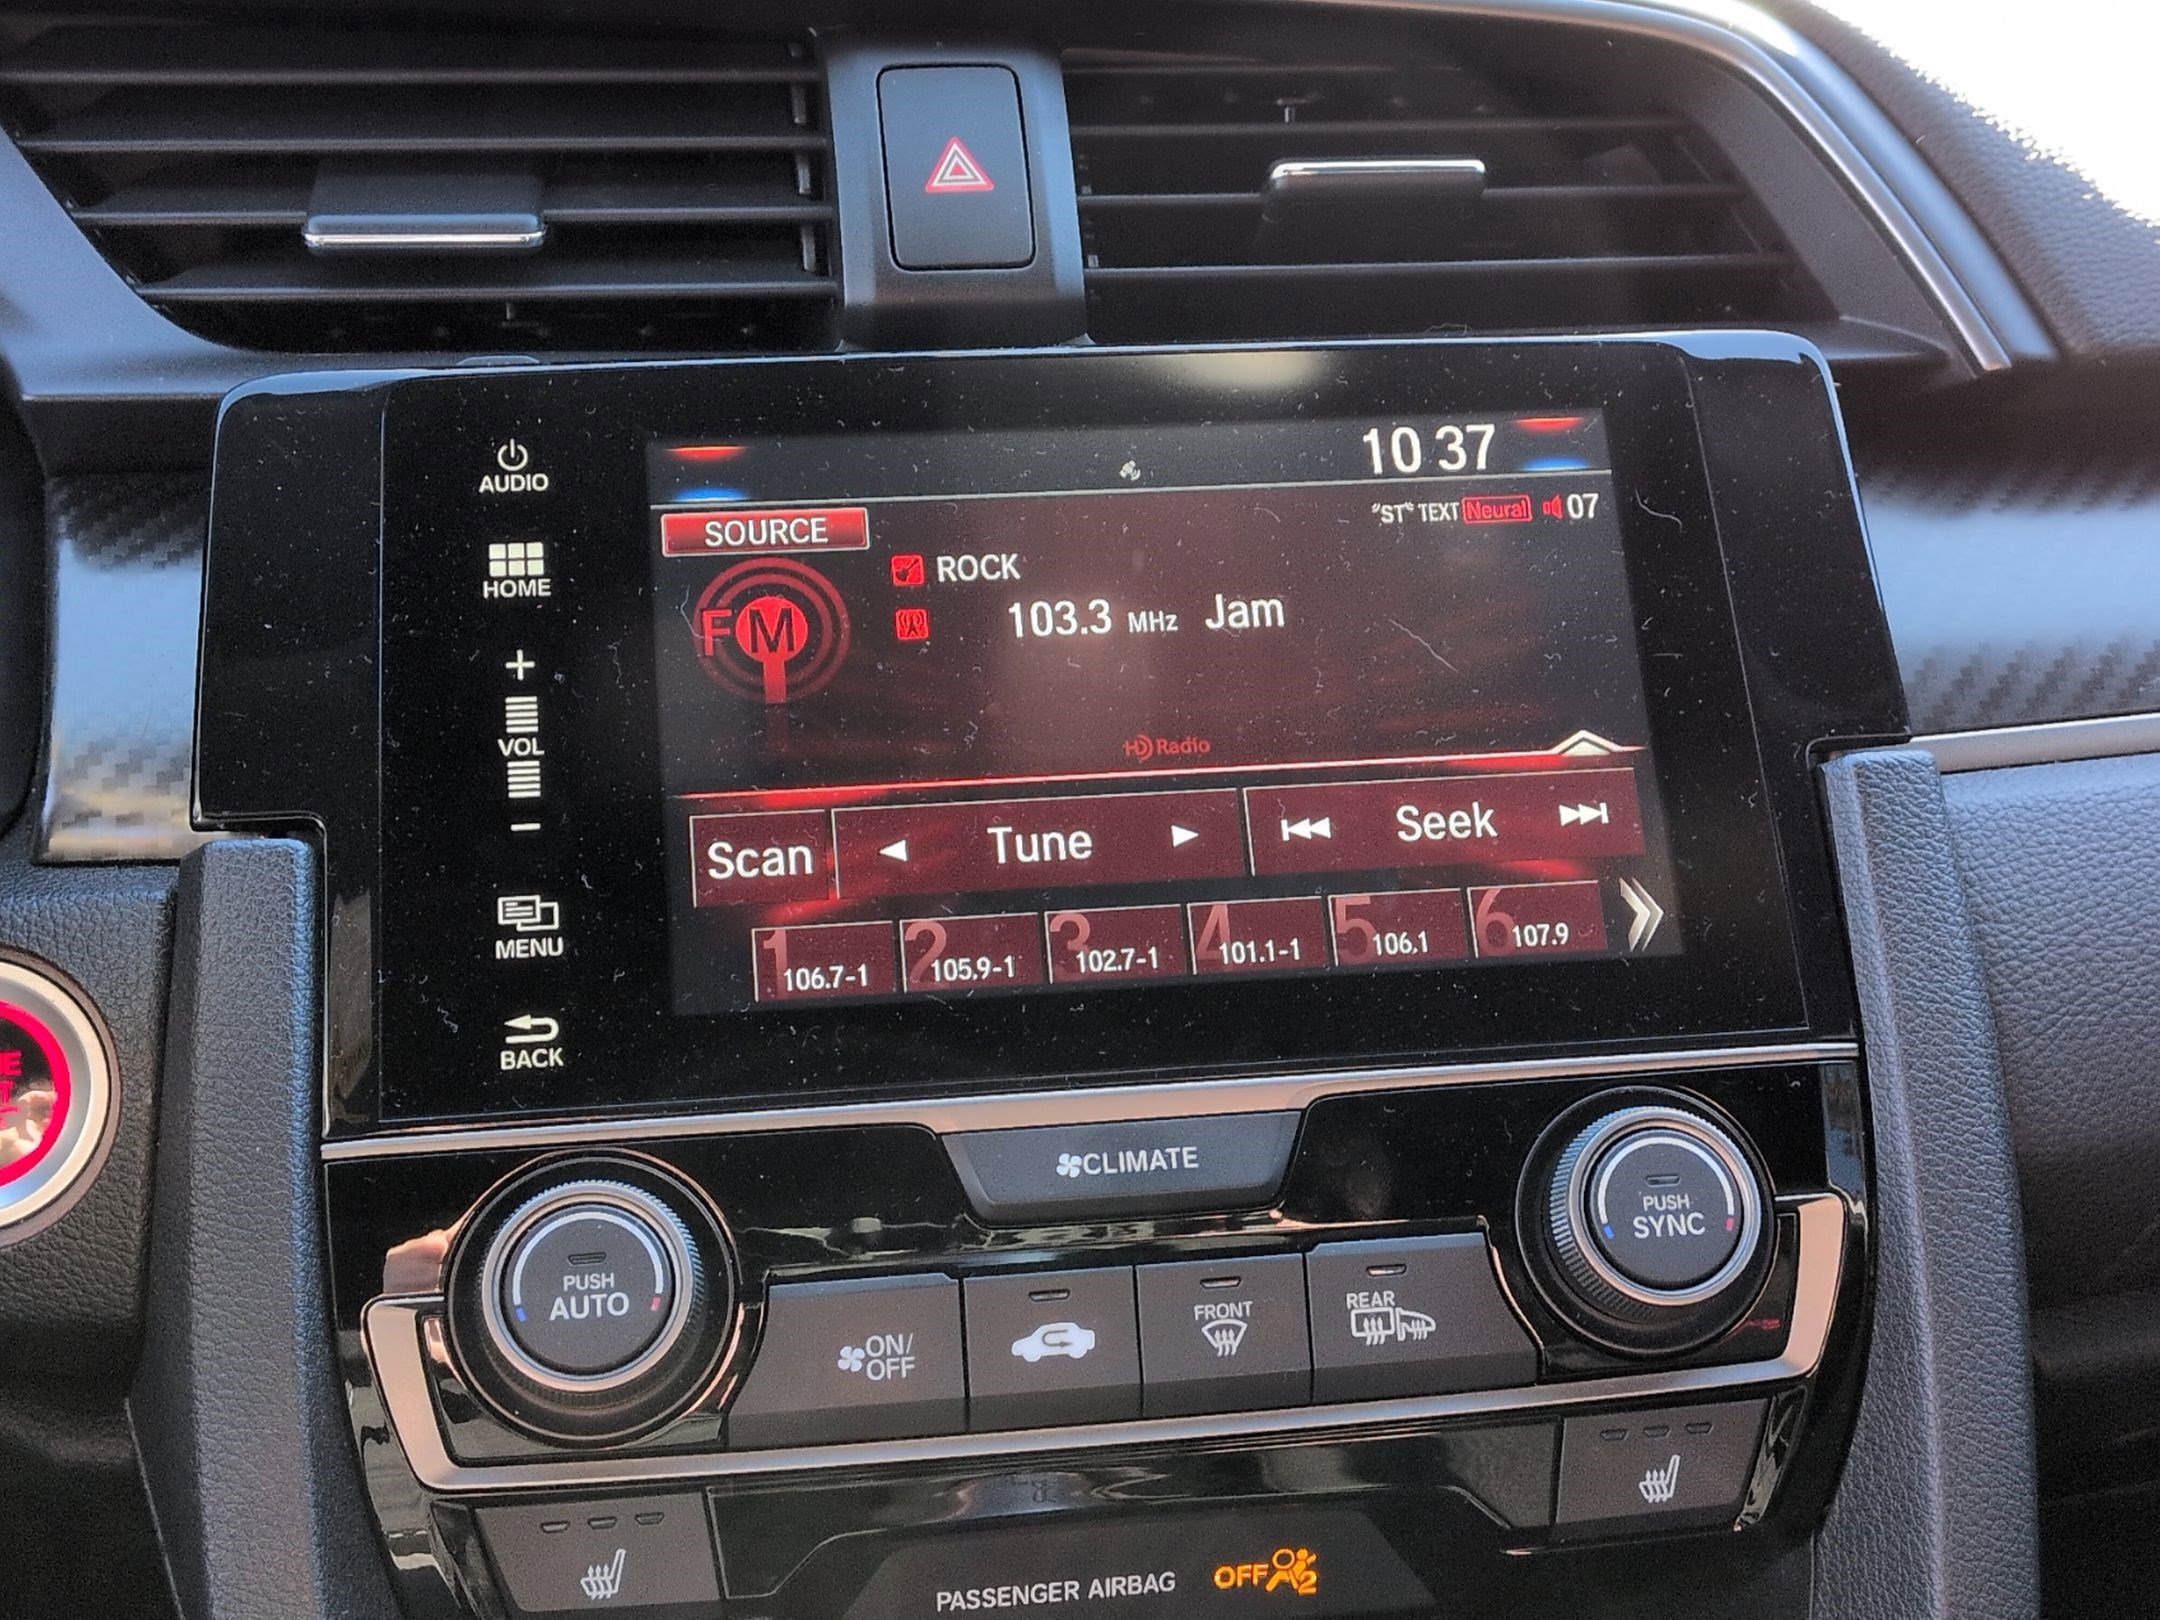 AUDIO
HOME
+
VOL
−
MENU
BACK
10 37
"ST" TEXT Neural 07
SOURCE
FM
ROCK
103.3 MHz Jam
HD Radio
Scan
Tune
Seek
1 106.7-1
2 105.9-1
3 102.7-1
4 101.1-1
5 106.1
6 107.9
CLIMATE
PUSH
AUTO
ON/
OFF
FRONT
REAR
PUSH
SYNC
PASSENGER AIRBAG OFF 2